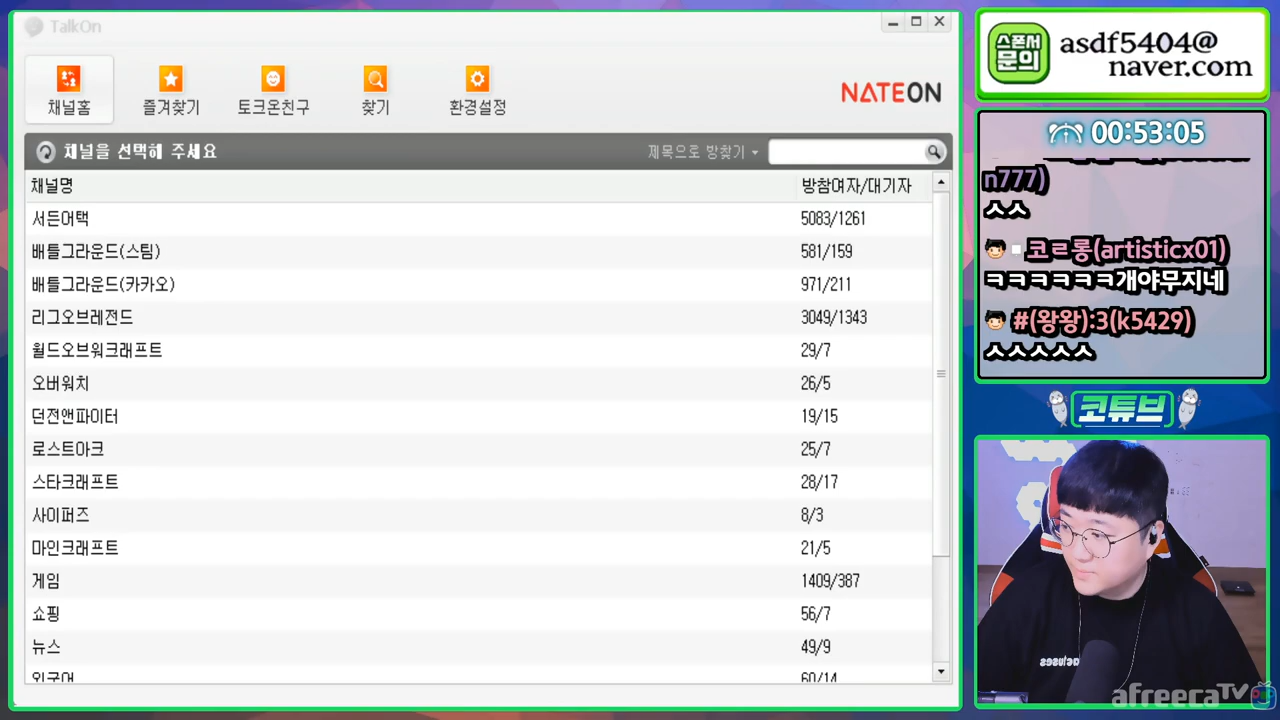 TalkOn
채널홈
즐겨찾기
토크온친구
찾기
환경설정
NATEON
채널을 선택해 주세요
제목으로 방찾기
채널명 방참여자/대기자
서든어택 5083/1261
배틀그라운드(스팀) 581/159
배틀그라운드(카카오) 971/211
리그오브레전드 3049/1343
월드오브워크래프트 29/7
오버워치 26/5
던전앤파이터 19/15
로스트아크 25/7
스타크래프트 28/17
사이퍼즈 8/3
마인크래프트 21/5
게임 1409/387
쇼핑 56/7
뉴스 49/9
외국어 60/14
스폰서
문의
asdf5404@
naver.com
00:53:05
n777)
ㅅㅅ
코ㄹ롱(artisticx01)
ㅋㅋㅋㅋㅋㅋ개야무지네
#(왕왕):3(k5429)
ㅅㅅㅅㅅㅅ
코튜브
afreecaTV